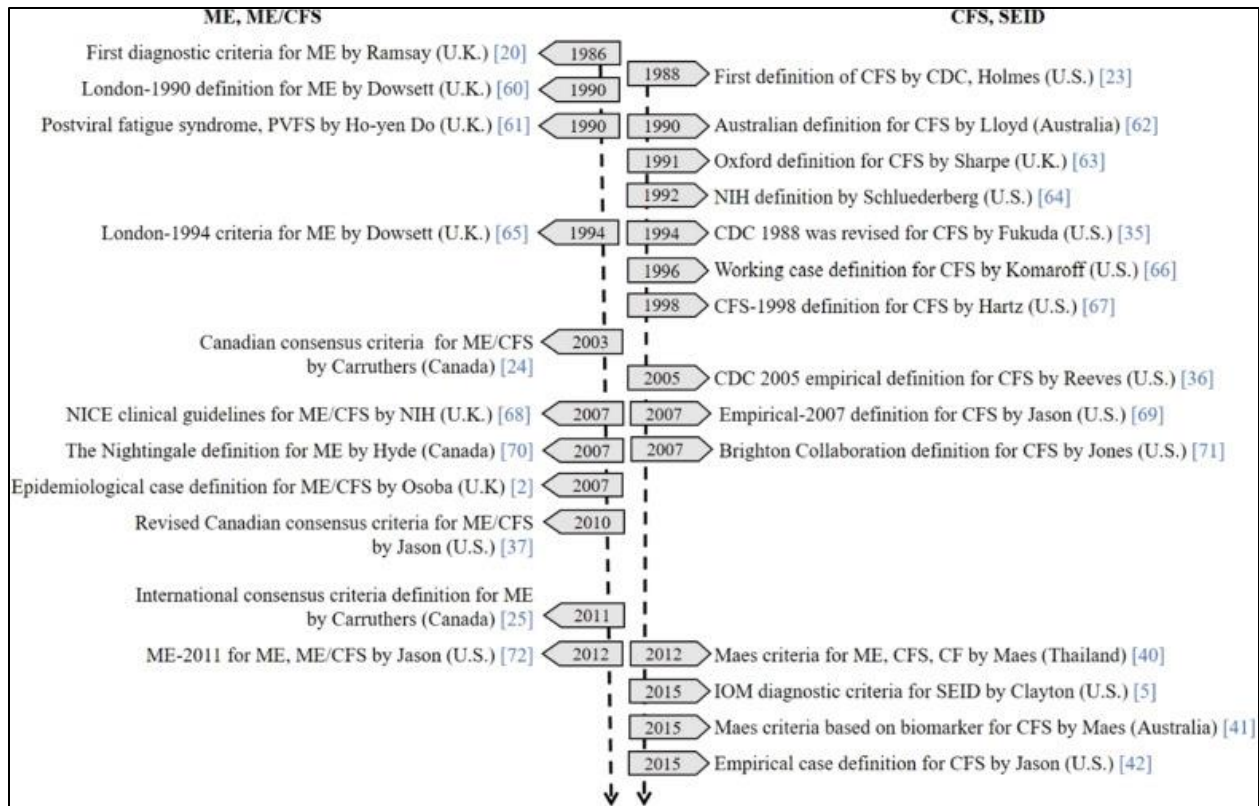 ME, ME/CFS
CFS, SEID
First diagnostic criteria for ME by Ramsay (U.K.) [20]
1986
1988
First definition of CFS by CDC, Holmes (U.S.) [23]
London-1990 definition for ME by Dowsett (U.K.) [60]
1990
Postviral fatigue syndrome, PVFS by Ho-yen Do (U.K.) [61]
1990
1990
Australian definition for CFS by Lloyd (Australia) [62]
1991
Oxford definition for CFS by Sharpe (U.K.) [63]
1992
NIH definition by Schluederberg (U.S.) [64]
London-1994 criteria for ME by Dowsett (U.K.) [65]
1994
1994
CDC 1988 was revised for CFS by Fukuda (U.S.) [35]
1996
Working case definition for CFS by Komaroff (U.S.) [66]
1998
CFS-1998 definition for CFS by Hartz (U.S.) [67]
Canadian consensus criteria for ME/CFS
by Carruthers (Canada) [24]
2003
2005
CDC 2005 empirical definition for CFS by Reeves (U.S.) [36]
NICE clinical guidelines for ME/CFS by NIH (U.K.) [68]
2007
2007
Empirical-2007 definition for CFS by Jason (U.S.) [69]
The Nightingale definition for ME by Hyde (Canada) [70]
2007
2007
Brighton Collaboration definition for CFS by Jones (U.S.) [71]
Epidemiological case definition for ME/CFS by Osoba (U.K) [2]
2007
Revised Canadian consensus criteria for ME/CFS
by Jason (U.S.) [37]
2010
International consensus criteria definition for ME
by Carruthers (Canada) [25]
2011
ME-2011 for ME, ME/CFS by Jason (U.S.) [72]
2012
2012
Maes criteria for ME, CFS, CF by Maes (Thailand) [40]
2015
IOM diagnostic criteria for SEID by Clayton (U.S.) [5]
2015
Maes criteria based on biomarker for CFS by Maes (Australia) [41]
2015
Empirical case definition for CFS by Jason (U.S.) [42]